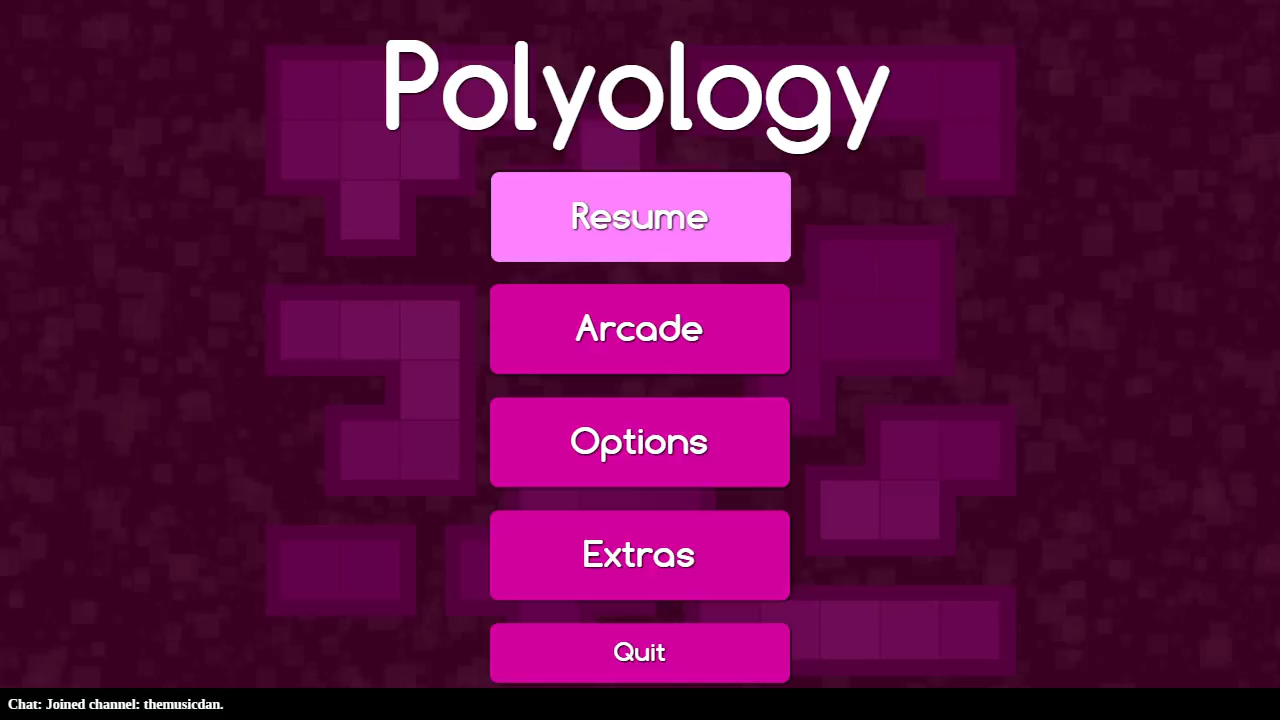 Polyology
Resume
Arcade
Options
Extras
Quit
Chat: Joined channel: themusicdan.